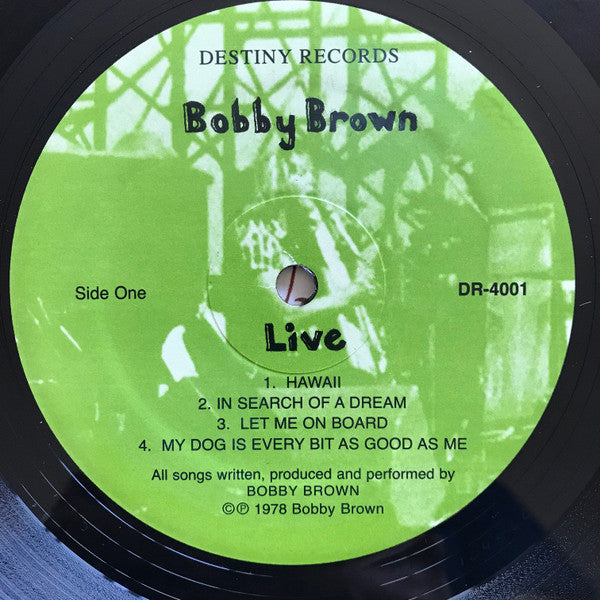 DESTINY RECORDS
Bobby Brown
Side One
DR-4001
Live
1. HAWAII
2. IN SEARCH OF A DREAM
3. LET ME ON BOARD
4. MY DOG IS EVERY BIT AS GOOD AS ME
All songs written, produced and performed by
BOBBY BROWN
©℗ 1978 Bobby Brown